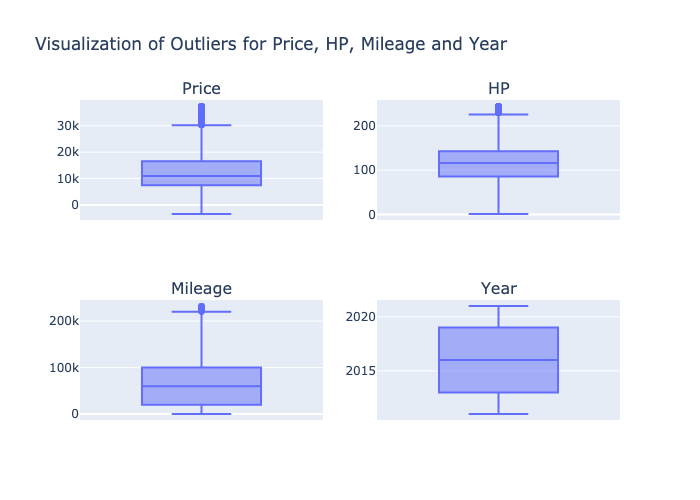 Visualization of Outliers for Price, HP, Mileage and Year
Price
HP
30k
20k
10k
0
200
100
0
Mileage
Year
200k
100k
0
2020
2015